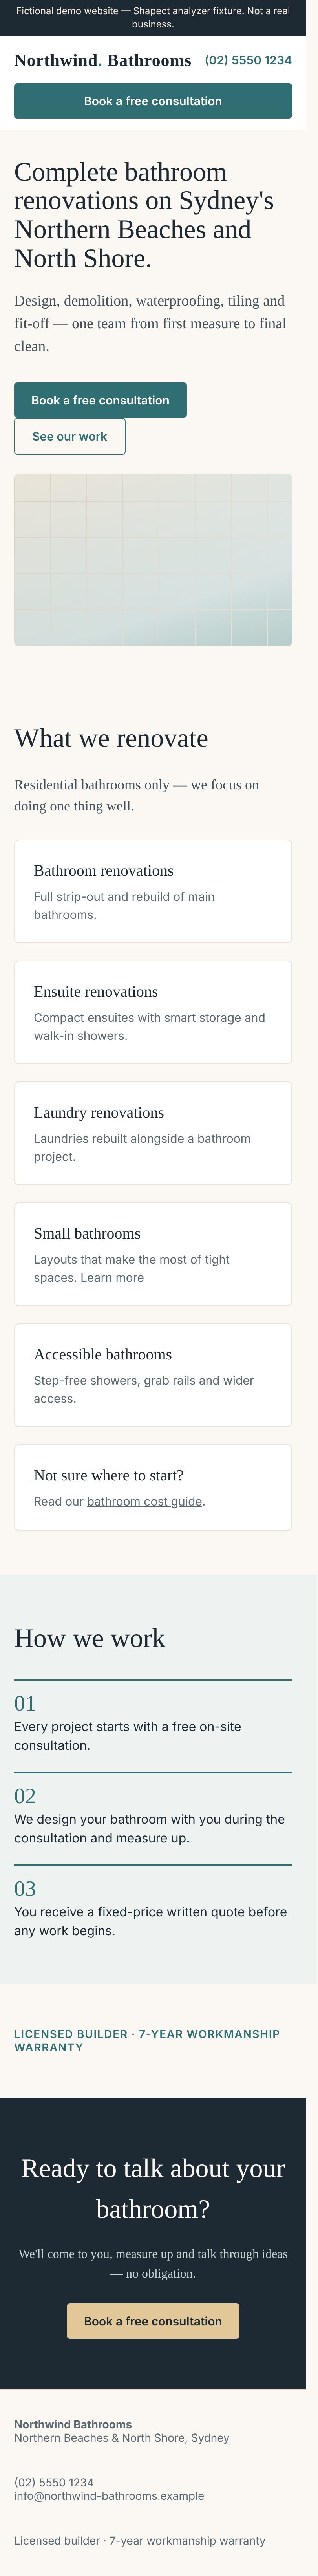 Fictional demo website — Shapect analyzer fixture. Not a real
business.
Northwind. Bathrooms
(02) 5550 1234
Book a free consultation
Complete bathroom
renovations on Sydney's
Northern Beaches and
North Shore.
Design, demolition, waterproofing, tiling and
fit-off — one team from first measure to final
clean.
Book a free consultation
See our work
What we renovate
Residential bathrooms only — we focus on
doing one thing well.
Bathroom renovations
Full strip-out and rebuild of main
bathrooms.
Ensuite renovations
Compact ensuites with smart storage and
walk-in showers.
Laundry renovations
Laundries rebuilt alongside a bathroom
project.
Small bathrooms
Layouts that make the most of tight
spaces. Learn more
Accessible bathrooms
Step-free showers, grab rails and wider
access.
Not sure where to start?
Read our bathroom cost guide.
How we work
01
Every project starts with a free on-site
consultation.
02
We design your bathroom with you during the
consultation and measure up.
03
You receive a fixed-price written quote before
any work begins.
LICENSED BUILDER · 7-YEAR WORKMANSHIP
WARRANTY
Ready to talk about your
bathroom?
We'll come to you, measure up and talk through ideas
— no obligation.
Book a free consultation
Northwind Bathrooms
Northern Beaches & North Shore, Sydney
(02) 5550 1234
info@northwind-bathrooms.example
Licensed builder · 7-year workmanship warranty